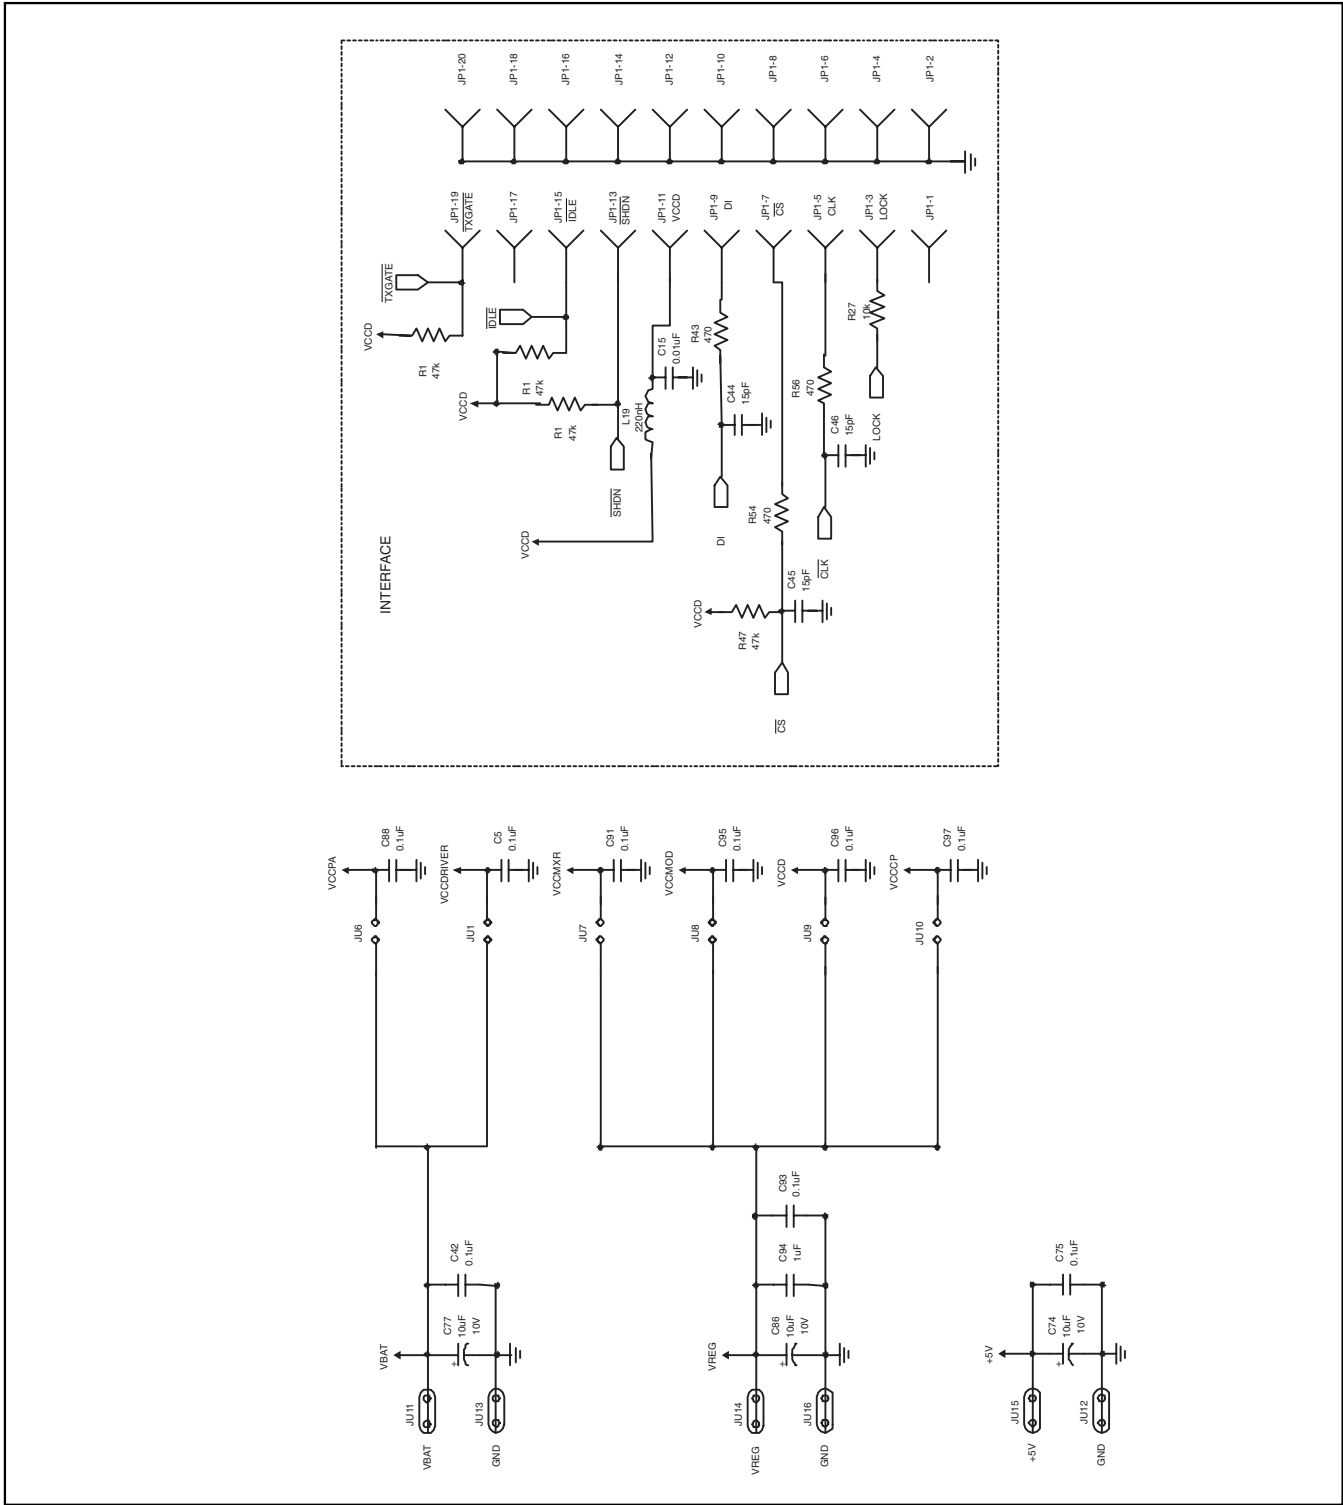 JP1-20
JP1-18
JP1-16
JP1-14
JP1-12
JP1-10
JP1-8
JP1-6
JP1-4
JP1-2
JP1-19
TXGATE
JP1-17
JP1-15
IDLE
JP1-13
SHDN
JP1-11
VCCD
JP1-9
DI
JP1-7
CS
JP1-5
CLK
JP1-3
LOCK
JP1-1
TXGATE
VCCD
R1
47k
IDLE
VCCD
R1
47k
R1
47k
SHDN
L19
220nH
C15
0.01uF
VCCD
R43
470
C44
15pF
DI
R54
470
VCCD
R47
47k
C45
15pF
CS
R56
470
C46
15pF
CLK
R27
10k
LOCK
INTERFACE
VCCPA
C88
0.1uF
JU6
VCCDRIVER
C5
0.1uF
JU1
VCCMXR
C91
0.1uF
JU7
VCCMOD
C95
0.1uF
JU8
VCCD
C96
0.1uF
JU9
VCCCP
C97
0.1uF
JU10
C42
0.1uF
VBAT
C77
10uF
10V
+
JU11
VBAT
JU13
GND
C93
0.1uF
C94
1uF
VREG
C86
10uF
10V
+
JU14
VREG
JU16
GND
C75
0.1uF
+5V
C74
10uF
10V
+
JU15
+5V
JU12
GND